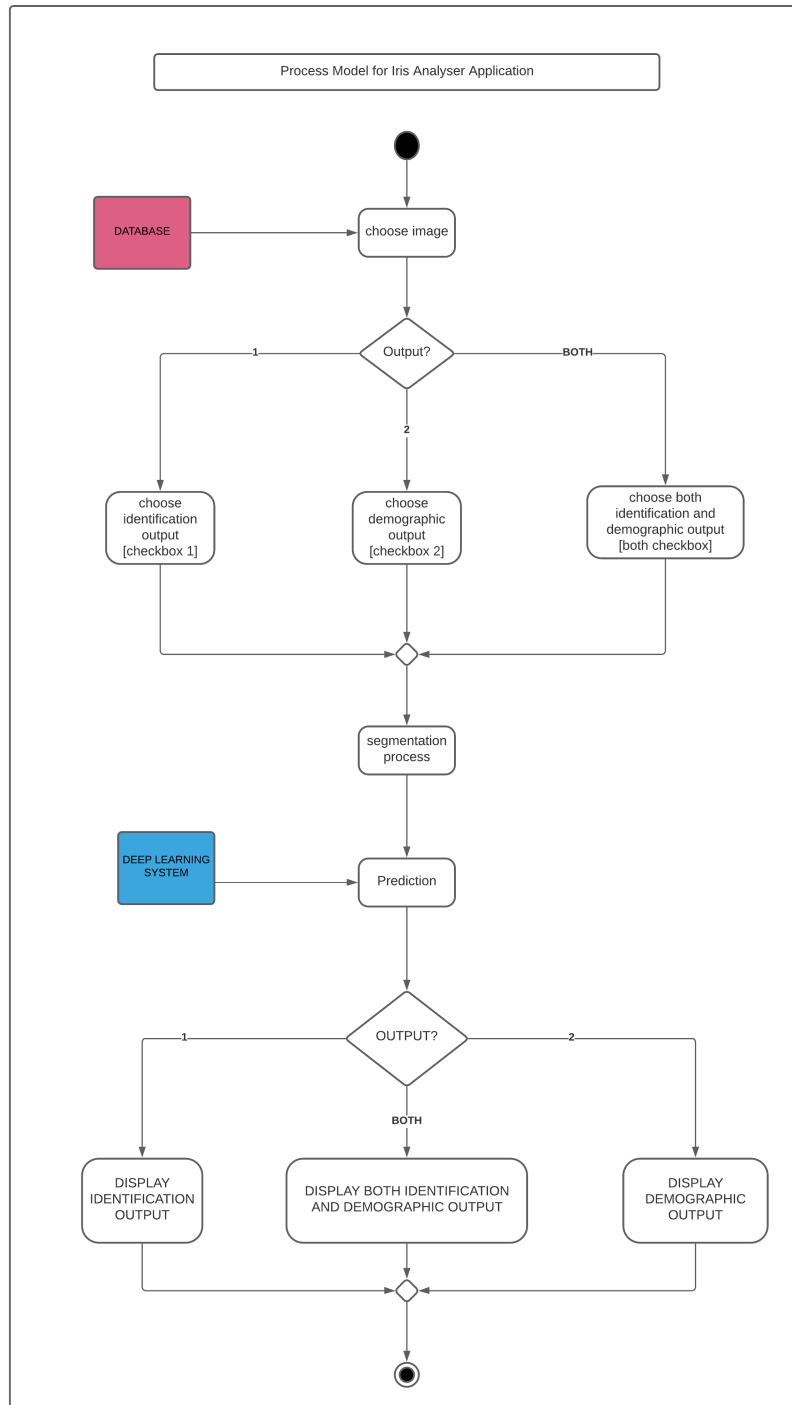 Process Model for Iris Analyser Application
DATABASE
choose image
Output?
1
BOTH
2
choose
identification
output
[checkbox 1]
choose
demographic
output
[checkbox 2]
choose both
identification and
demographic output
[both checkbox]
segmentation
process
DEEP LEARNING
SYSTEM
Prediction
OUTPUT?
1
2
BOTH
DISPLAY
IDENTIFICATION
OUTPUT
DISPLAY BOTH IDENTIFICATION
AND DEMOGRAPHIC OUTPUT
DISPLAY
DEMOGRAPHIC
OUTPUT